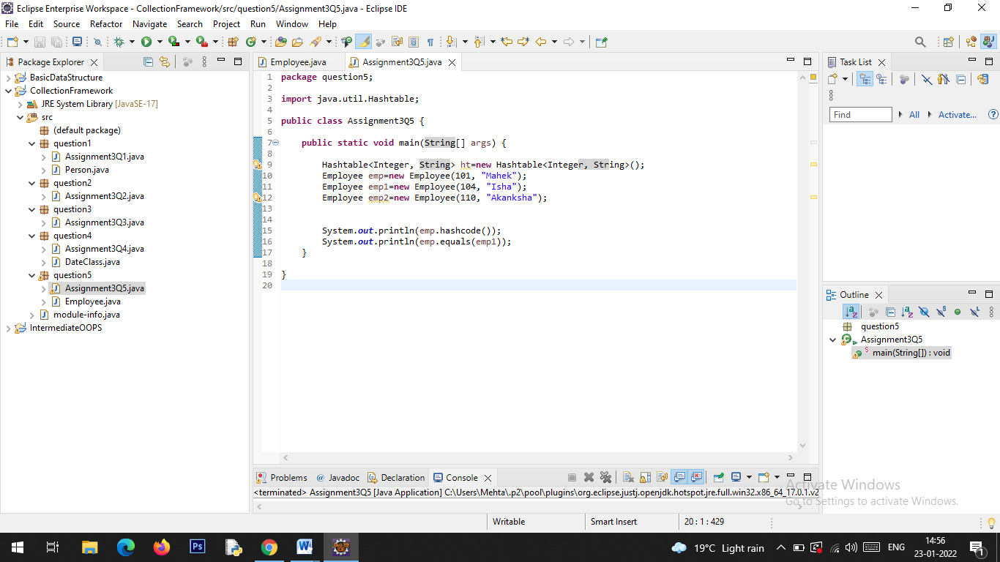 Eclipse Enterprise Workspace - CollectionFramework/src/question5/Assignment3Q5.java - Eclipse IDE
File Edit Source Refactor Navigate Search Project Run Window Help
Package Explorer
BasicDataStructure
CollectionFramework
JRE System Library [JavaSE-17]
src
(default package)
question1
Assignment3Q1.java
Person.java
question2
Assignment3Q2.java
question3
Assignment3Q3.java
question4
Assignment3Q4.java
DateClass.java
question5
Assignment3Q5.java
Employee.java
module-info.java
IntermediateOOPS
Employee.java Assignment3Q5.java
1 package question5;
2
3 import java.util.Hashtable;
4
5 public class Assignment3Q5 {
6
7 public static void main(String[] args) {
8
9 Hashtable<Integer, String> ht=new Hashtable<Integer, String>();
10 Employee emp=new Employee(101, "Mahek");
11 Employee emp1=new Employee(104, "Isha");
12 Employee emp2=new Employee(110, "Akanksha");
13
14
15 System.out.println(emp.hashcode());
16 System.out.println(emp.equals(emp1));
17 }
18
19 }
20
Task List
Find All Activate...
Outline
question5
Assignment3Q5
main(String[]) : void
Problems Javadoc Declaration Console
<terminated> Assignment3Q5 [Java Application] C:\Users\Mehta\.p2\pool\plugins\org.eclipse.justj.openjdk.hotspot.jre.full.win32.x86_64_17.0.1.v2
Activate Windows
Go to Settings to activate Windows.
Writable Smart Insert 20 : 1 : 429
19°C Light rain ENG 14:56
23-01-2022